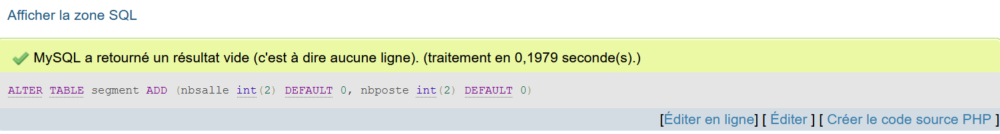 Afficher la zone SQL
MySQL a retourné un résultat vide (c'est à dire aucune ligne). (traitement en 0,1979 seconde(s).)
ALTER TABLE segment ADD (nbsalle int(2) DEFAULT 0, nbposte int(2) DEFAULT 0)
[Éditer en ligne] [ Éditer ] [ Créer le code source PHP ]